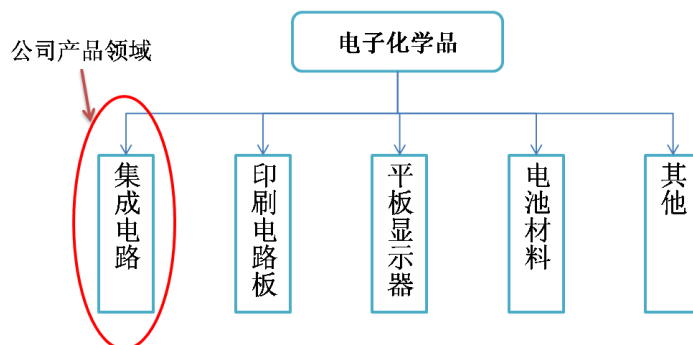 电子化学品
公司产品领域
集成电路
印刷电路板
平板显示器
电池材料
其他